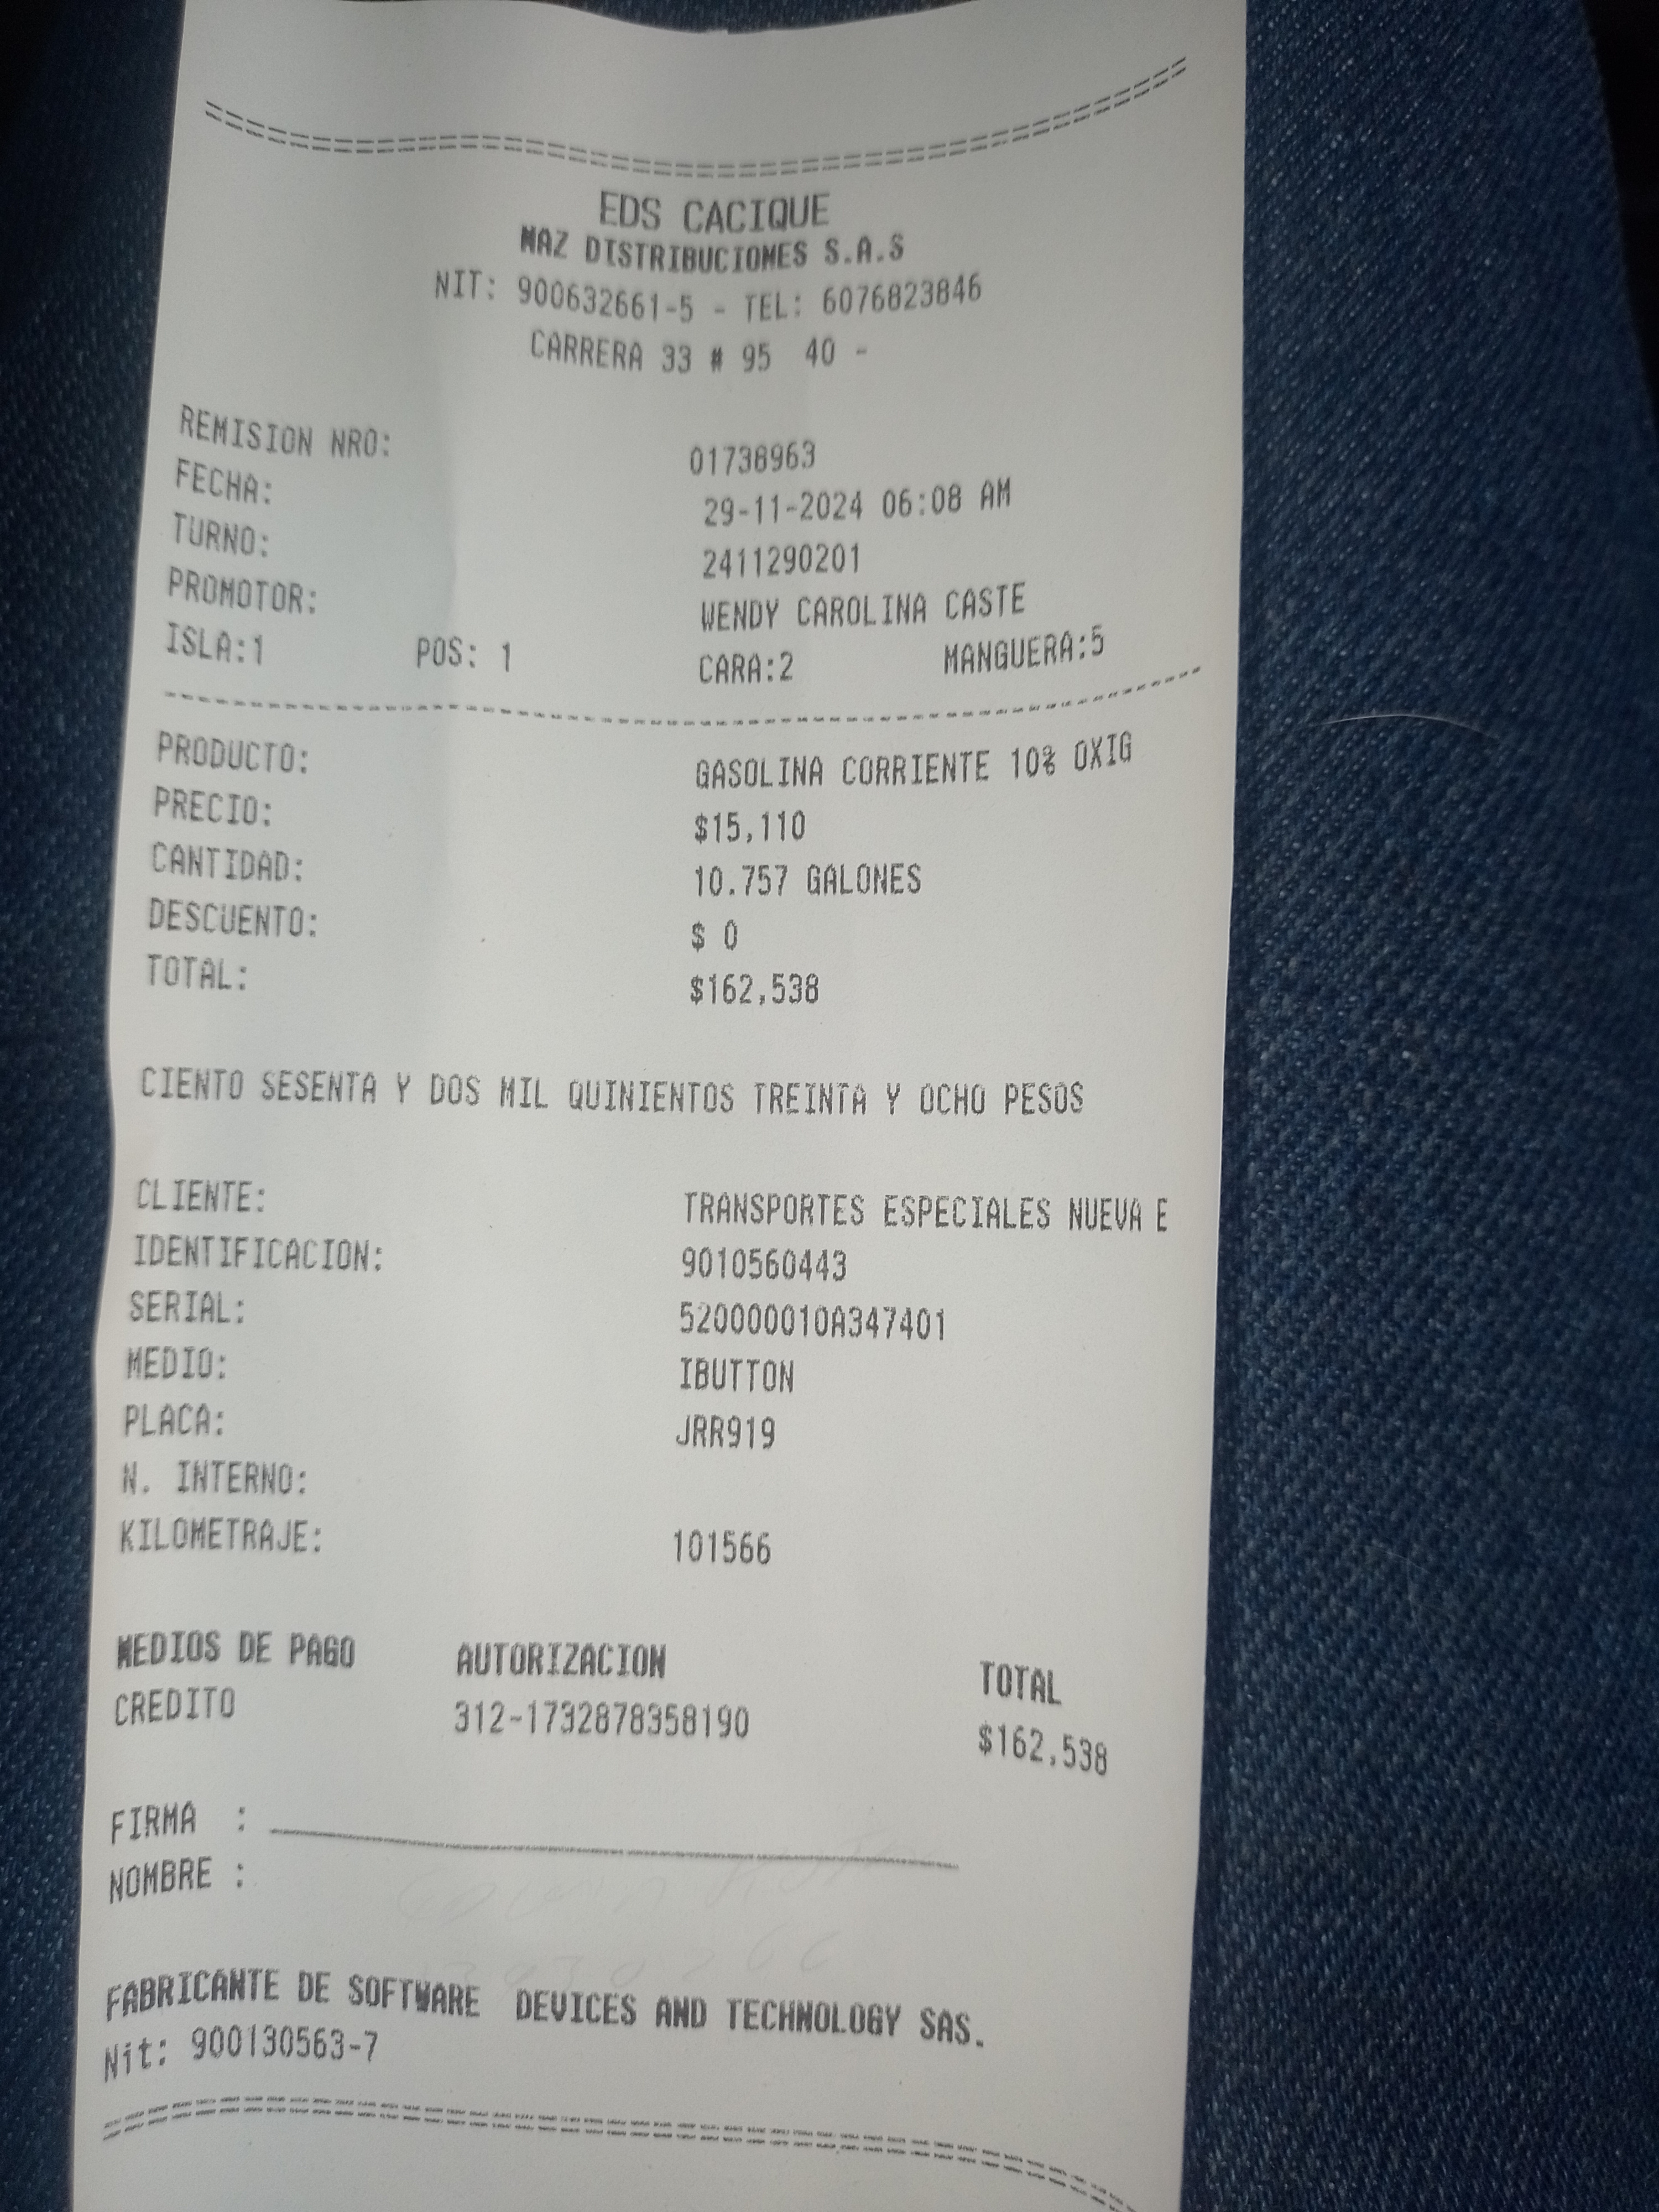 EDS CACIQUE
MAZ DISTRIBUCIONES S.A.S
NIT: 900632661-5 - TEL: 6076823846
CARRERA 33 # 95 40 -
REMISION NRO: 01738963
FECHA: 29-11-2024 06:08 AM
TURNO: 2411290201
PROMOTOR: WENDY CAROLINA CASTE
ISLA:1 POS: 1 CARA:2 MANGUERA:5
PRODUCTO: GASOLINA CORRIENTE 10% OXIG
PRECIO: $15,110
CANTIDAD: 10.757 GALONES
DESCUENTO: $ 0
TOTAL: $162,538
CIENTO SESENTA Y DOS MIL QUINIENTOS TREINTA Y OCHO PESOS
CLIENTE: TRANSPORTES ESPECIALES NUEVA E
IDENTIFICACION: 9010560443
SERIAL: 520000010A347401
MEDIO: IBUTTON
PLACA: JRR919
N. INTERNO:
KILOMETRAJE: 101566
MEDIOS DE PAGO AUTORIZACION TOTAL
CREDITO 312-1732878358190 $162,538
FIRMA :
NOMBRE :
FABRICANTE DE SOFTWARE DEVICES AND TECHNOLOGY SAS.
Nit: 900130563-7